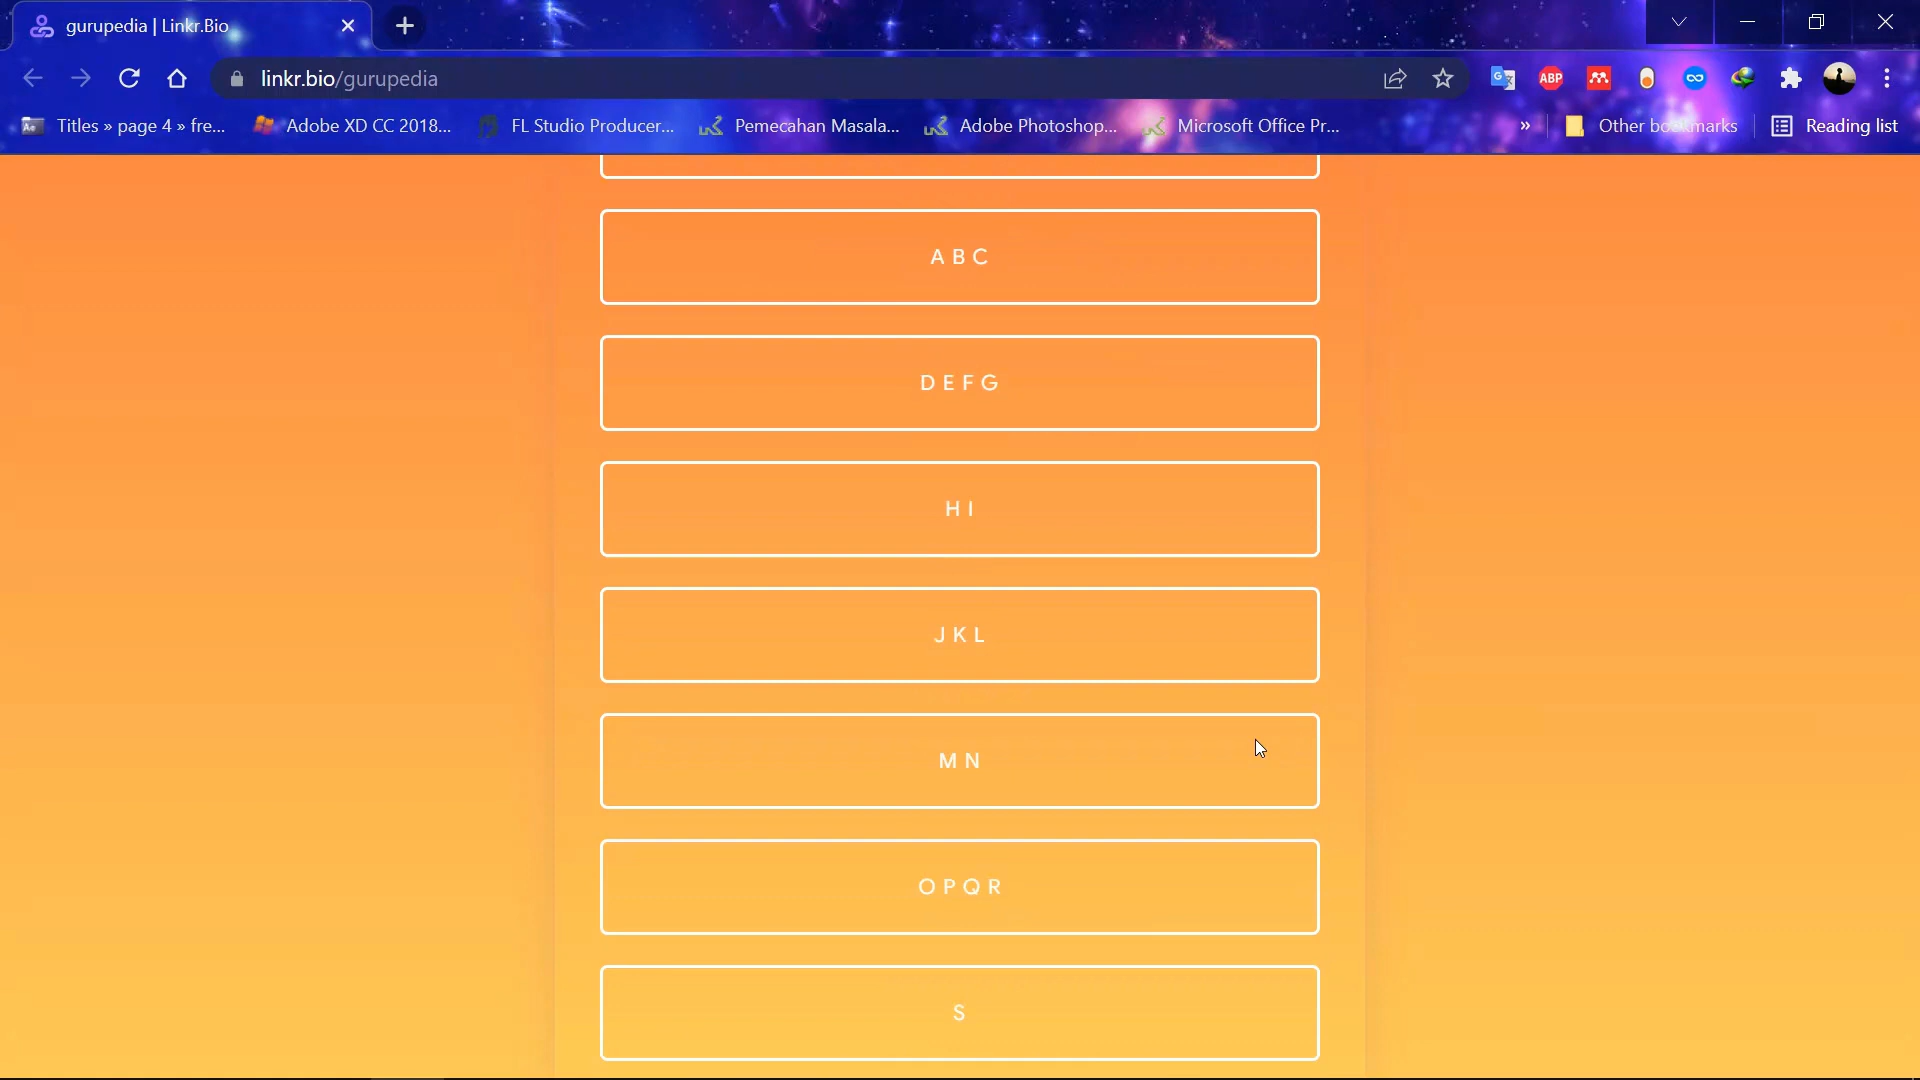 gurupedia | Linkr.Bio
linkr.bio/gurupedia
ABP
Titles » page 4 » fre...
Adobe XD CC 2018...
FL Studio Producer...
Pemecahan Masala...
Adobe Photoshop...
Microsoft Office Pr...
»
Other bookmarks
Reading list
A B C
D E F G
H I
J K L
M N
O P Q R
S